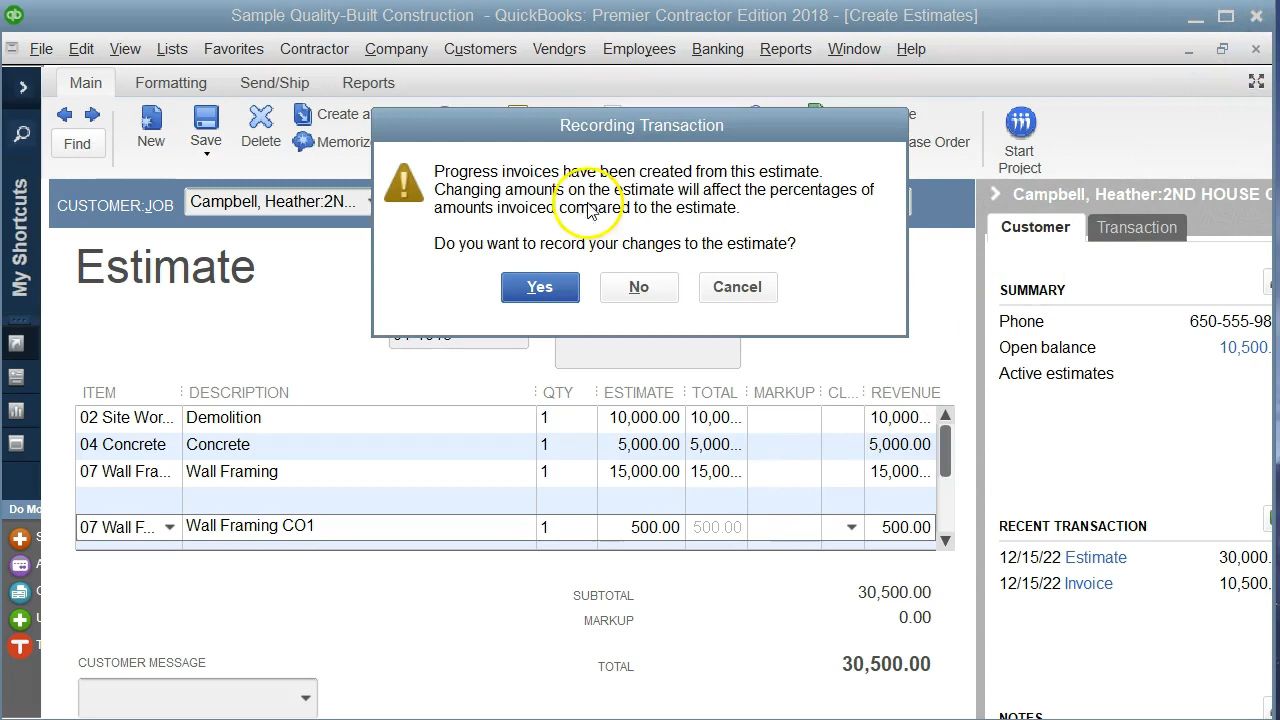 Sample Quality-Built Construction - QuickBooks: Premier Contractor Edition 2018 - [Create Estimates]
File Edit View Lists Favorites Contractor Company Customers Vendors Employees Banking Reports Window Help
Main Formatting Send/Ship Reports
Find
New
Save
Delete
Create a
Memoriz
ase Order
Start
Project
Recording Transaction
Progress invoices have been created from this estimate.
Changing amounts on the estimate will affect the percentages of
amounts invoiced compared to the estimate.
Do you want to record your changes to the estimate?
Yes No Cancel
My Shortcuts
Do Mo
CUSTOMER:JOB Campbell, Heather:2N...
Estimate
ITEM DESCRIPTION QTY ESTIMATE TOTAL MARKUP CL... REVENUE
02 Site Wor... Demolition 1 10,000.00 10,00... 10,000...
04 Concrete Concrete 1 5,000.00 5,000... 5,000.00
07 Wall Fra... Wall Framing 1 15,000.00 15,00... 15,000...
07 Wall F... Wall Framing CO1 1 500.00 500.00 500.00
SUBTOTAL 30,500.00
MARKUP 0.00
TOTAL 30,500.00
CUSTOMER MESSAGE
Campbell, Heather:2ND HOUSE C
Customer Transaction
SUMMARY
Phone 650-555-98
Open balance 10,500.
Active estimates
RECENT TRANSACTION
12/15/22 Estimate 30,000.
12/15/22 Invoice 10,500.
NOTES